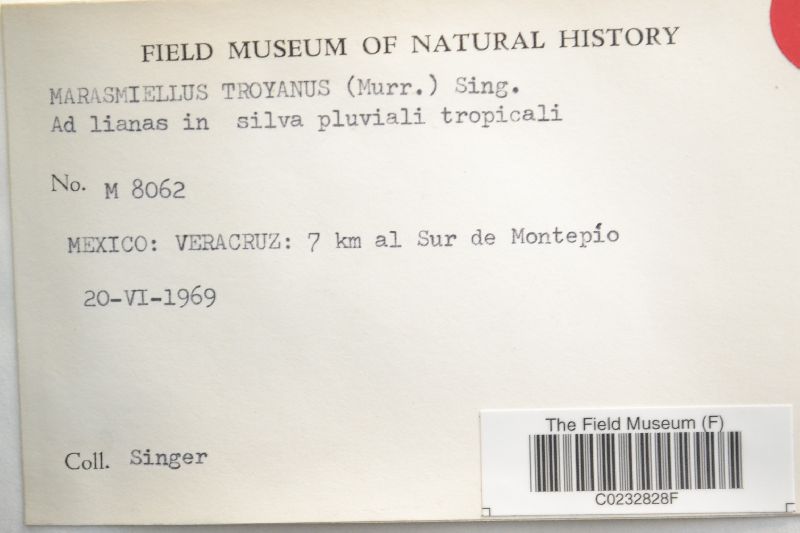 FIELD MUSEUM OF NATURAL HISTORY
MARASMIELLUS TROYANUS (Murr.) Sing.
Ad lianas in silva pluviali tropicali
No. M 8062
MEXICO: VERACRUZ: 7 km al Sur de Montepío
20-VI-1969
Coll. Singer
The Field Museum (F)
C0232828F